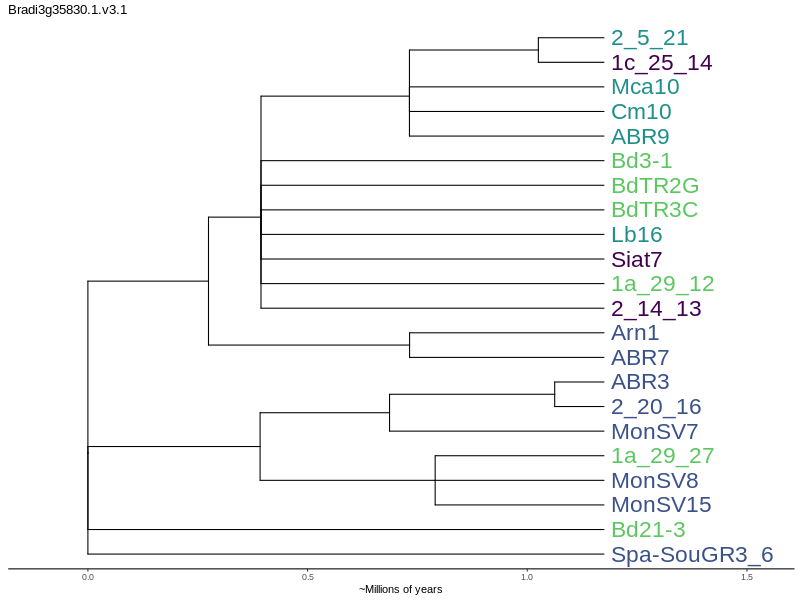 Bradi3g35830.1.v3.1
2_5_21
1c_25_14
Mca10
Cm10
ABR9
Bd3-1
BdTR2G
BdTR3C
Lb16
Siat7
1a_29_12
2_14_13
Arn1
ABR7
ABR3
2_20_16
MonSV7
1a_29_27
MonSV8
MonSV15
Bd21-3
Spa-SouGR3_6
0.0 0.5 1.0 1.5
~Millions of years